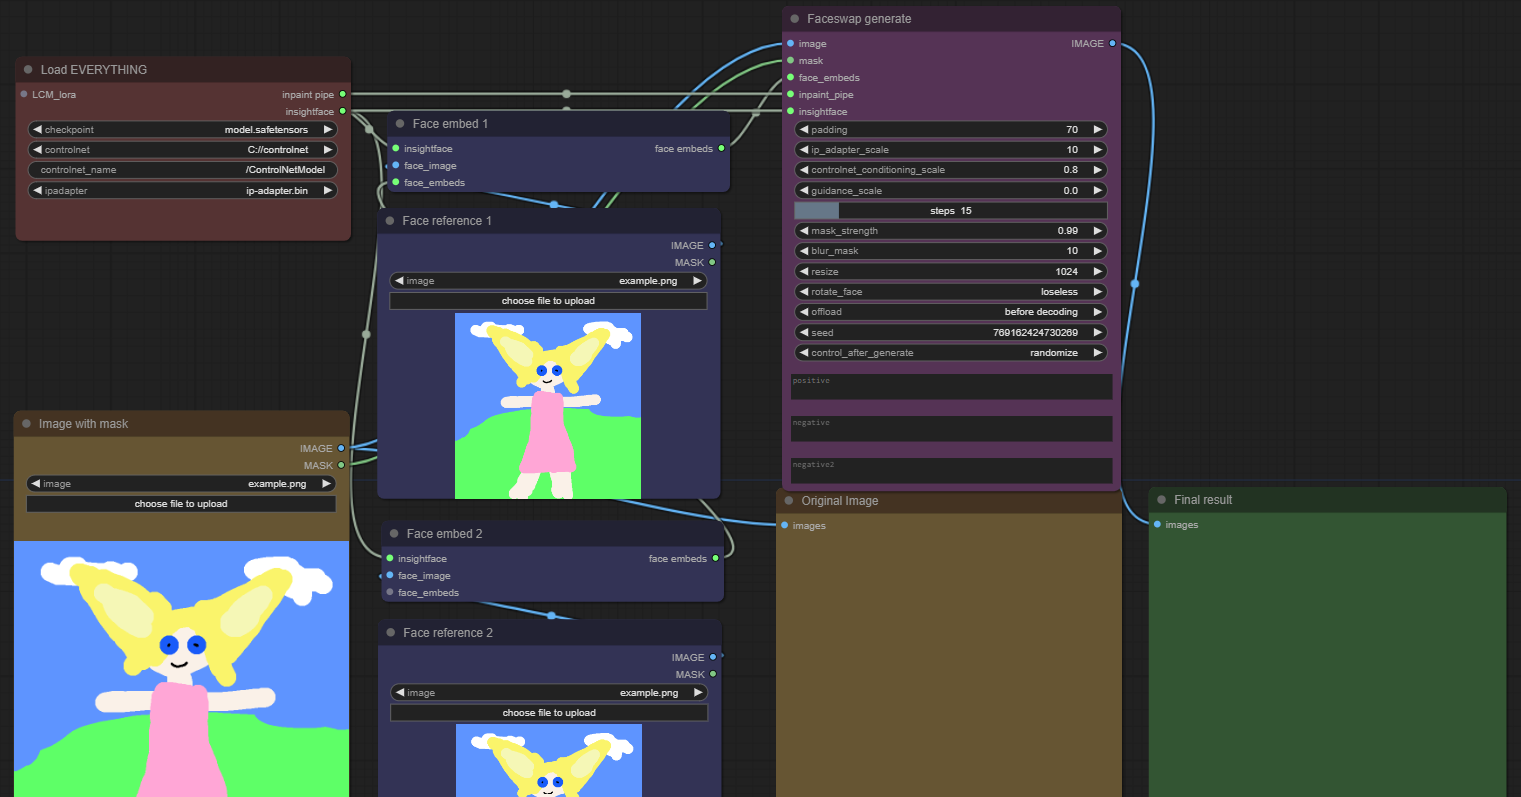 Load EVERYTHING
LCM_lora
inpaint pipe
insightface
checkpoint model.safetensors
controlnet C://controlnet
controlnet_name /ControlNetModel
ipadapter ip-adapter.bin
Image with mask
IMAGE
MASK
image example.png
choose file to upload
Face embed 1
insightface face embeds
face_image
face_embeds
Face reference 1
IMAGE
MASK
image example.png
choose file to upload
Face embed 2
insightface face embeds
face_image
face_embeds
Face reference 2
IMAGE
MASK
image example.png
choose file to upload
Faceswap generate
image IMAGE
mask
face_embeds
inpaint_pipe
insightface
padding 70
ip_adapter_scale 10
controlnet_conditioning_scale 0.8
guidance_scale 0.0
steps 15
mask_strength 0.99
blur_mask 10
resize 1024
rotate_face loseless
offload before decoding
seed 769162424730269
control_after_generate randomize
positive
negative
negative2
Original Image
images
Final result
images